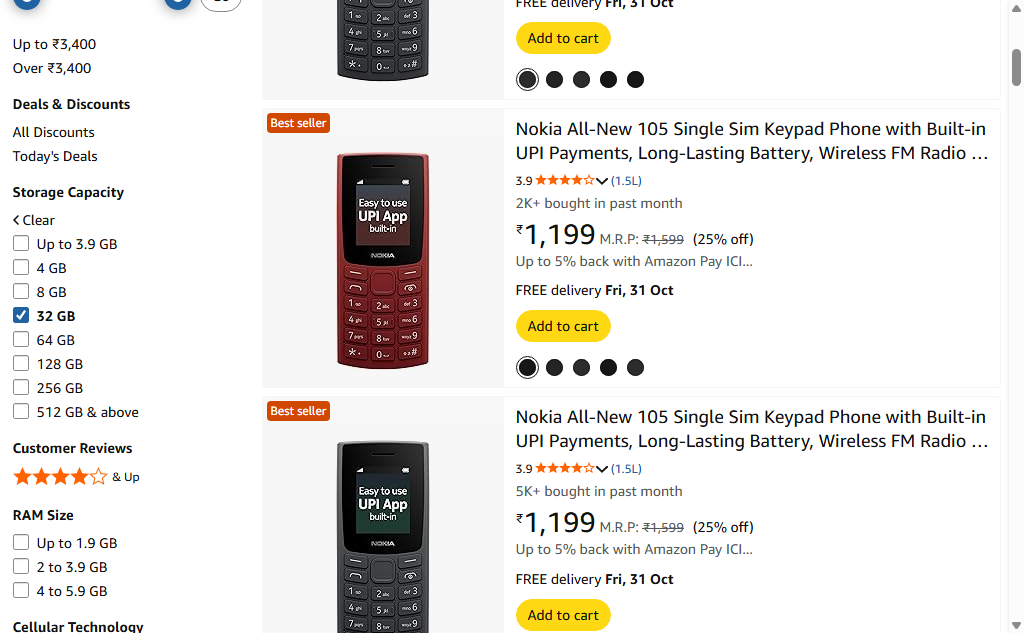 Up to ₹3,400
Over ₹3,400
Deals & Discounts
All Discounts
Today's Deals
Storage Capacity
Clear
Up to 3.9 GB
4 GB
8 GB
32 GB
64 GB
128 GB
256 GB
512 GB & above
Customer Reviews
& Up
RAM Size
Up to 1.9 GB
2 to 3.9 GB
4 to 5.9 GB
Cellular Technology
FREE delivery Fri, 31 Oct
Add to cart
Best seller
Easy to use
UPI App
built-in
NOKIA
Nokia All-New 105 Single Sim Keypad Phone with Built-in
UPI Payments, Long-Lasting Battery, Wireless FM Radio ...
3.9 (1.5L)
2K+ bought in past month
₹1,199 M.R.P: ₹1,599 (25% off)
Up to 5% back with Amazon Pay ICI...
FREE delivery Fri, 31 Oct
Add to cart
Best seller
Easy to use
UPI App
built-in
NOKIA
Nokia All-New 105 Single Sim Keypad Phone with Built-in
UPI Payments, Long-Lasting Battery, Wireless FM Radio ...
3.9 (1.5L)
5K+ bought in past month
₹1,199 M.R.P: ₹1,599 (25% off)
Up to 5% back with Amazon Pay ICI...
FREE delivery Fri, 31 Oct
Add to cart